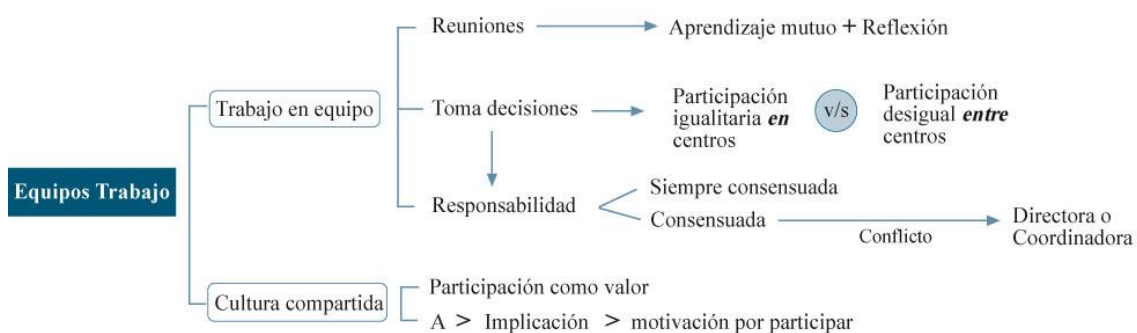 Equipos Trabajo
Trabajo en equipo
Reuniones
Aprendizaje mutuo + Reflexión
Toma decisiones
Participación
igualitaria en
centros
v/s
Participación
desigual entre
centros
Responsabilidad
Siempre consensuada
Consensuada
Conflicto
Directora o
Coordinadora
Cultura compartida
Participación como valor
A > Implicación > motivación por participar